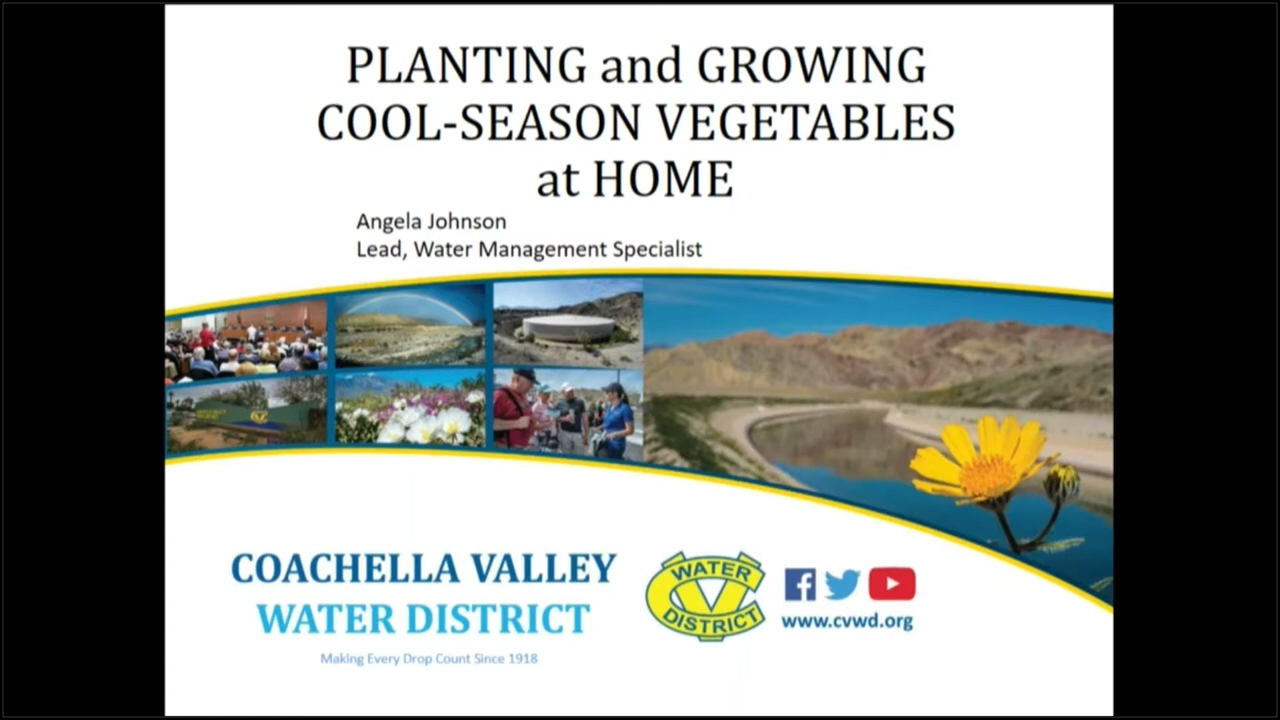 PLANTING and GROWING
COOL-SEASON VEGETABLES
at HOME
Angela Johnson
Lead, Water Management Specialist
COACHELLA VALLEY
WATER DISTRICT
Making Every Drop Count Since 1918
WATER
CV
DISTRICT
www.cvwd.org